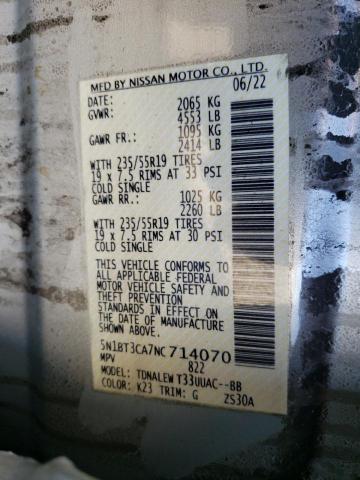 MFD BY NISSAN MOTOR CO., LTD.
DATE: 06/22
GVWR: 2065 KG
4553 LB
GAWR FR.: 1095 KG
2414 LB
WITH 235/55R19 TIRES
19 x 7.5 RIMS AT 33 PSI
COLD SINGLE
GAWR RR.: 1025 KG
2260 LB
WITH 235/55R19 TIRES
19 x 7.5 RIMS AT 30 PSI
COLD SINGLE
THIS VEHICLE CONFORMS TO
ALL APPLICABLE FEDERAL
MOTOR VEHICLE SAFETY AND
THEFT PREVENTION
STANDARDS IN EFFECT ON
THE DATE OF MANUFACTURE
SHOWN ABOVE.
5N1BT3CA7NC714070
MPV 822
MODEL: TDNALEW T33UUAC--BB
COLOR: K23 TRIM: G ZS30A